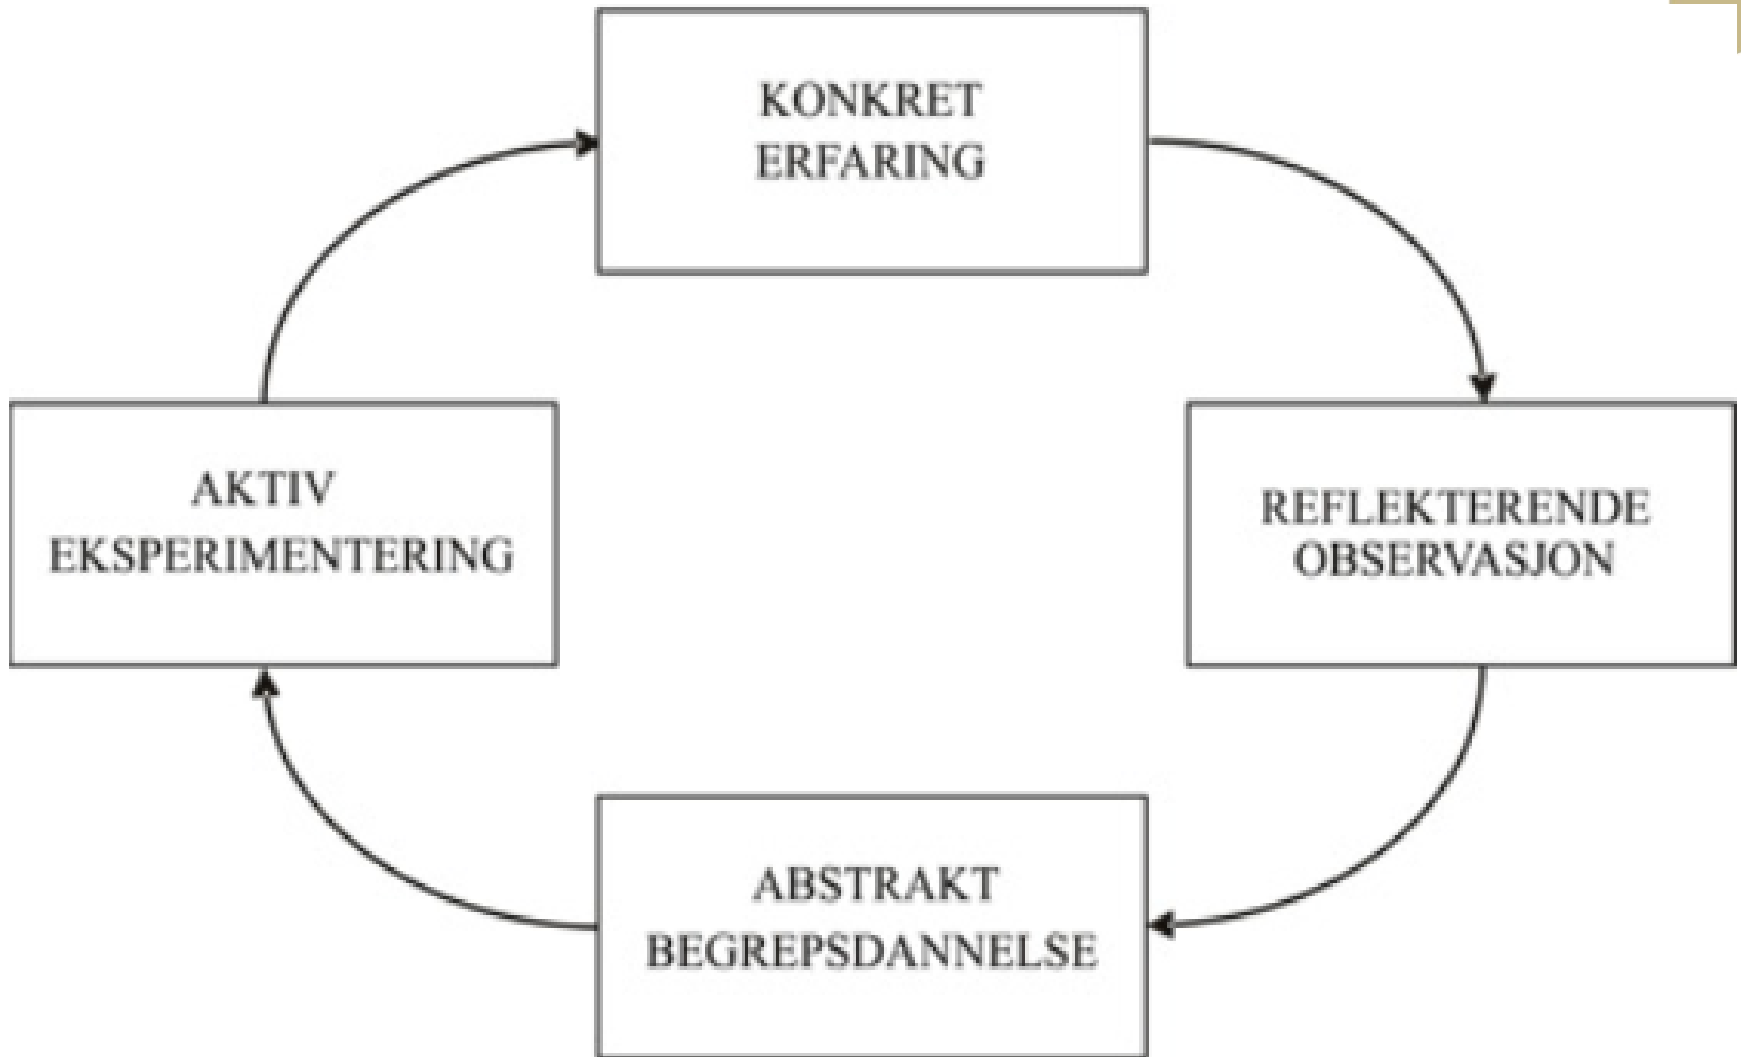 KONKRET
ERFARING
REFLEKTERENDE
OBSERVASJON
ABSTRAKT
BEGREPSDANNELSE
AKTIV
EKSPERIMENTERING